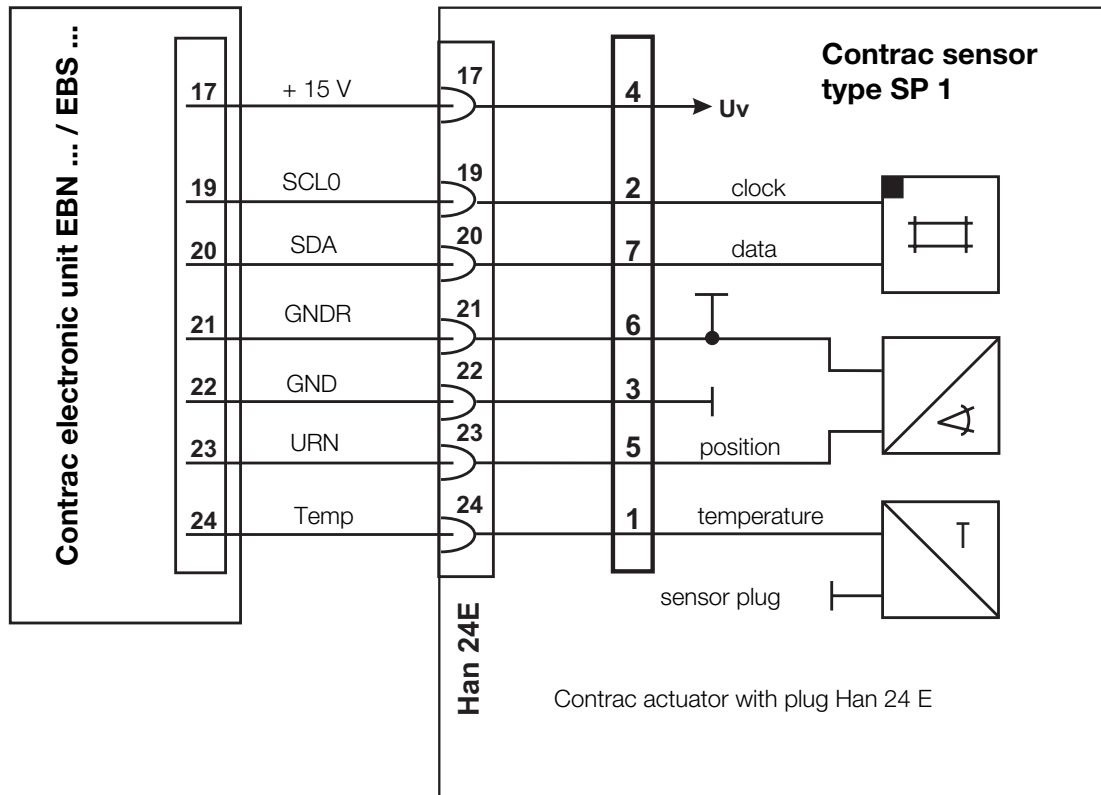 Contrac electronic unit EBN ... / EBS ...
Contrac sensor
type SP 1
17
+ 15 V
17
4
Uv
19
SCL0
19
2
clock
20
SDA
20
7
data
21
GNDR
21
6
22
GND
22
3
23
URN
23
5
position
24
Temp
24
1
temperature
T
sensor plug
Han 24E
Contrac actuator with plug Han 24 E